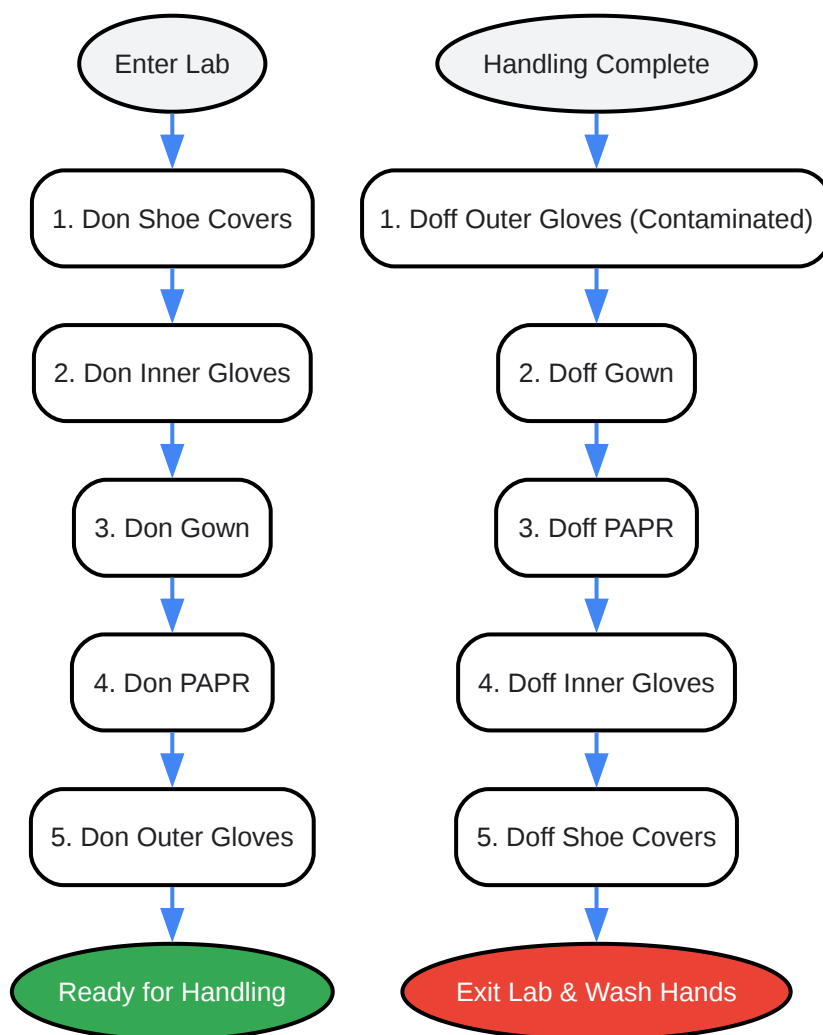 Enter Lab
1. Don Shoe Covers
2. Don Inner Gloves
3. Don Gown
4. Don PAPR
5. Don Outer Gloves
Ready for Handling
Handling Complete
1. Doff Outer Gloves (Contaminated)
2. Doff Gown
3. Doff PAPR
4. Doff Inner Gloves
5. Doff Shoe Covers
Exit Lab & Wash Hands